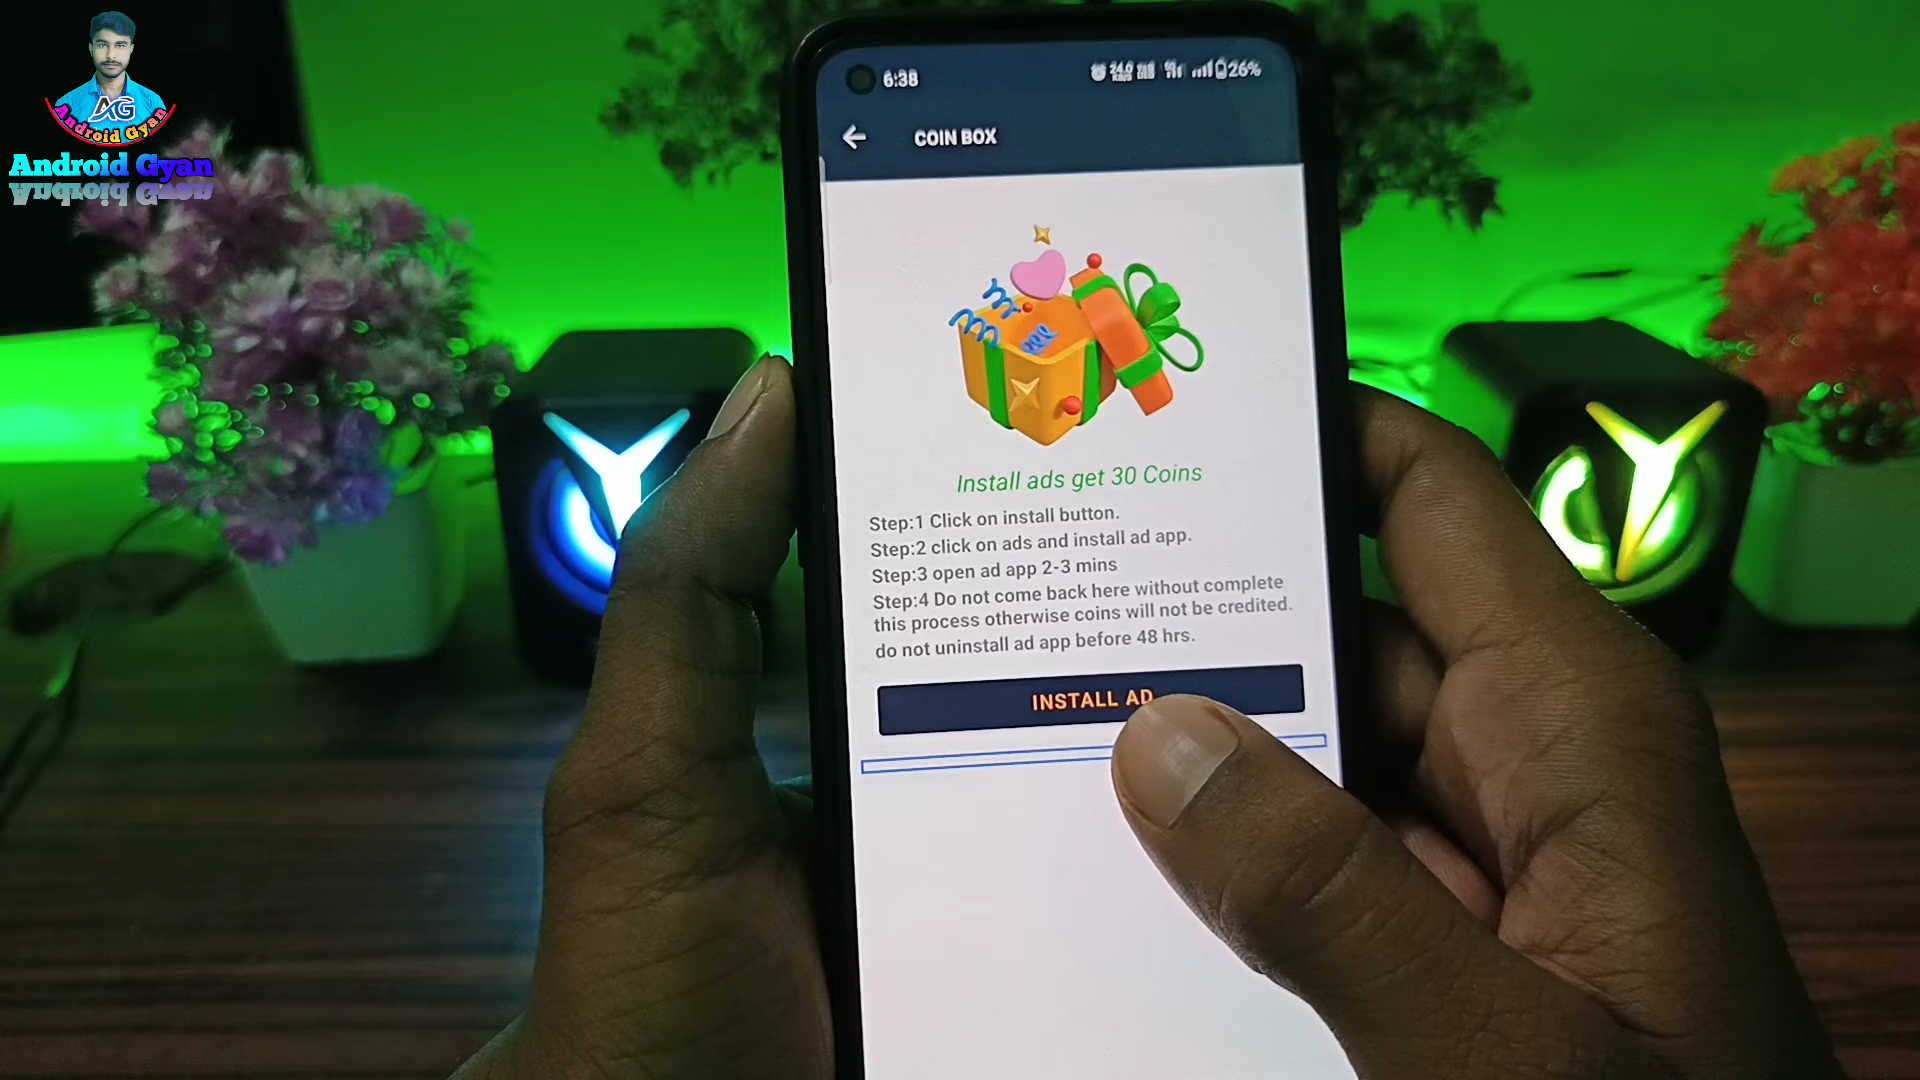 AG
Android Gyan
Android Gyan
6:38
26%
COIN BOX
Install ads get 30 Coins
Step:1 Click on install button.
Step:2 click on ads and install ad app.
Step:3 open ad app 2-3 mins
Step:4 Do not come back here without complete
this process otherwise coins will not be credited.
do not uninstall ad app before 48 hrs.
INSTALL AD